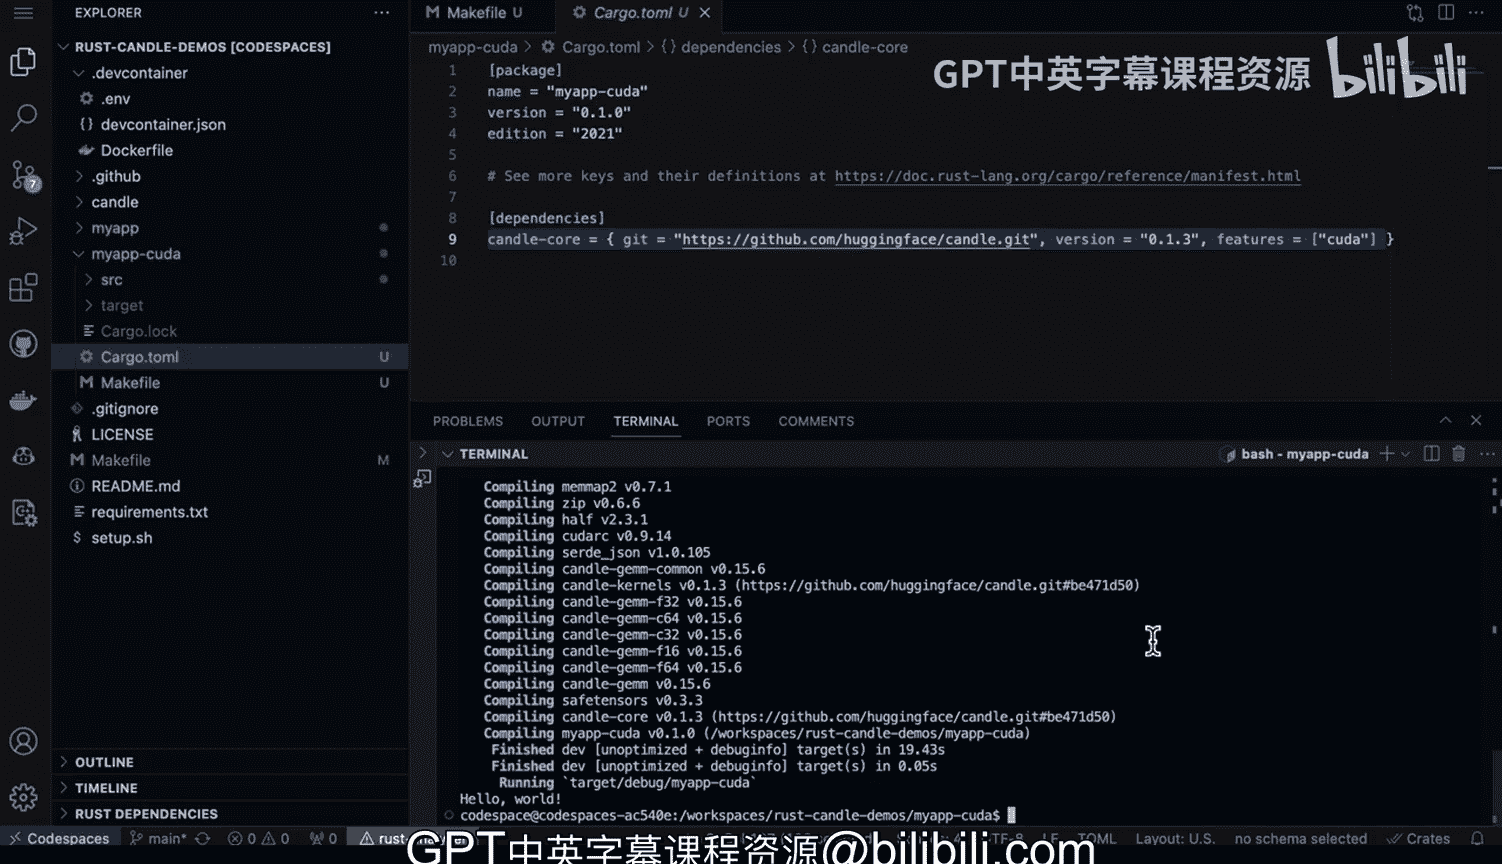 EXPLORER
RUST-CANDLE-DEMOS [CODESPACES]
.devcontainer
.env
{} devcontainer.json
Dockerfile
.github
candle
myapp
myapp-cuda
src
target
Cargo.lock
Cargo.toml U
Makefile U
.gitignore
LICENSE
Makefile M
README.md
requirements.txt
$ setup.sh
OUTLINE
TIMELINE
RUST DEPENDENCIES
7
M Makefile U
Cargo.toml U
myapp-cuda > Cargo.toml > {} dependencies > {} candle-core
GPT中英字幕课程资源 bilibili
1 [package]
2 name = "myapp-cuda"
3 version = "0.1.0"
4 edition = "2021"
5
6 # See more keys and their definitions at https://doc.rust-lang.org/cargo/reference/manifest.html
7
8 [dependencies]
9 candle-core = { git = "https://github.com/huggingface/candle.git", version = "0.1.3", features = ["cuda"] }
10
PROBLEMS OUTPUT TERMINAL PORTS COMMENTS
TERMINAL
bash - myapp-cuda
Compiling memmap2 v0.7.1
Compiling zip v0.6.6
Compiling half v2.3.1
Compiling cudarc v0.9.14
Compiling serde_json v1.0.105
Compiling candle-gemm-common v0.15.6
Compiling candle-kernels v0.1.3 (https://github.com/huggingface/candle.git#be471d50)
Compiling candle-gemm-f32 v0.15.6
Compiling candle-gemm-c64 v0.15.6
Compiling candle-gemm-c32 v0.15.6
Compiling candle-gemm-f16 v0.15.6
Compiling candle-gemm-f64 v0.15.6
Compiling candle-gemm v0.15.6
Compiling safetensors v0.3.3
Compiling candle-core v0.1.3 (https://github.com/huggingface/candle.git#be471d50)
Compiling myapp-cuda v0.1.0 (/workspaces/rust-candle-demos/myapp-cuda)
Finished dev [unoptimized + debuginfo] target(s) in 19.43s
Finished dev [unoptimized + debuginfo] target(s) in 0.05s
Running `target/debug/myapp-cuda`
Hello, world!
codespace@codespaces-ac540e:/workspaces/rust-candle-demos/myapp-cuda$
Codespaces main* 0 0 0 TOML Layout: U.S. no schema selected Crates
GPT中英字幕课程资源@bilibili.com